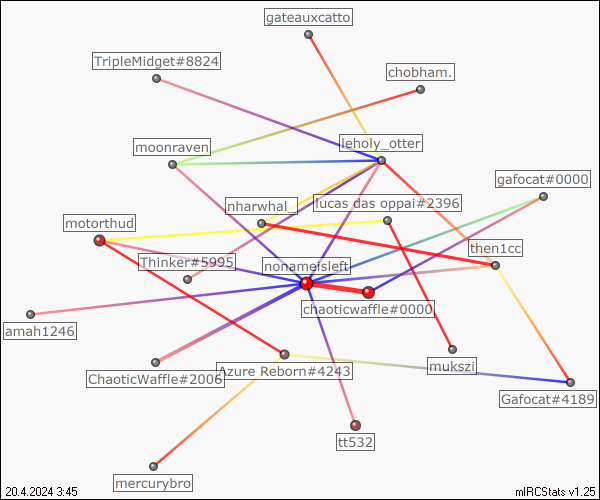 gateauxcatto
TripleMidget#8824
chobham.
moonraven
leholy_otter
gafocat#0000
nharwhal_
lucas das oppai#2396
motorthud
then1cc
Thinker#5995
nonameisleft
chaoticwaffle#0000
amah1246
mukszi
ChaoticWaffle#2006
Azure Reborn#4243
Gafocat#4189
tt532
mercurybro
20.4.2024 3:45
mIRCStats v1.25